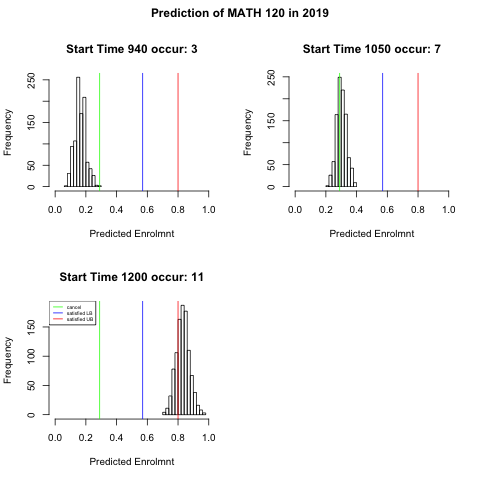 Prediction of MATH 120 in 2019
Start Time 940 occur: 3
Frequency
0 50 150 250
0.0 0.2 0.4 0.6 0.8 1.0
Predicted Enrolmnt
Start Time 1050 occur: 7
Frequency
0 50 150 250
0.0 0.2 0.4 0.6 0.8 1.0
Predicted Enrolmnt
Start Time 1200 occur: 11
cancel
satisfied LB
satisfied UB
Frequency
0 50 150
0.0 0.2 0.4 0.6 0.8 1.0
Predicted Enrolmnt